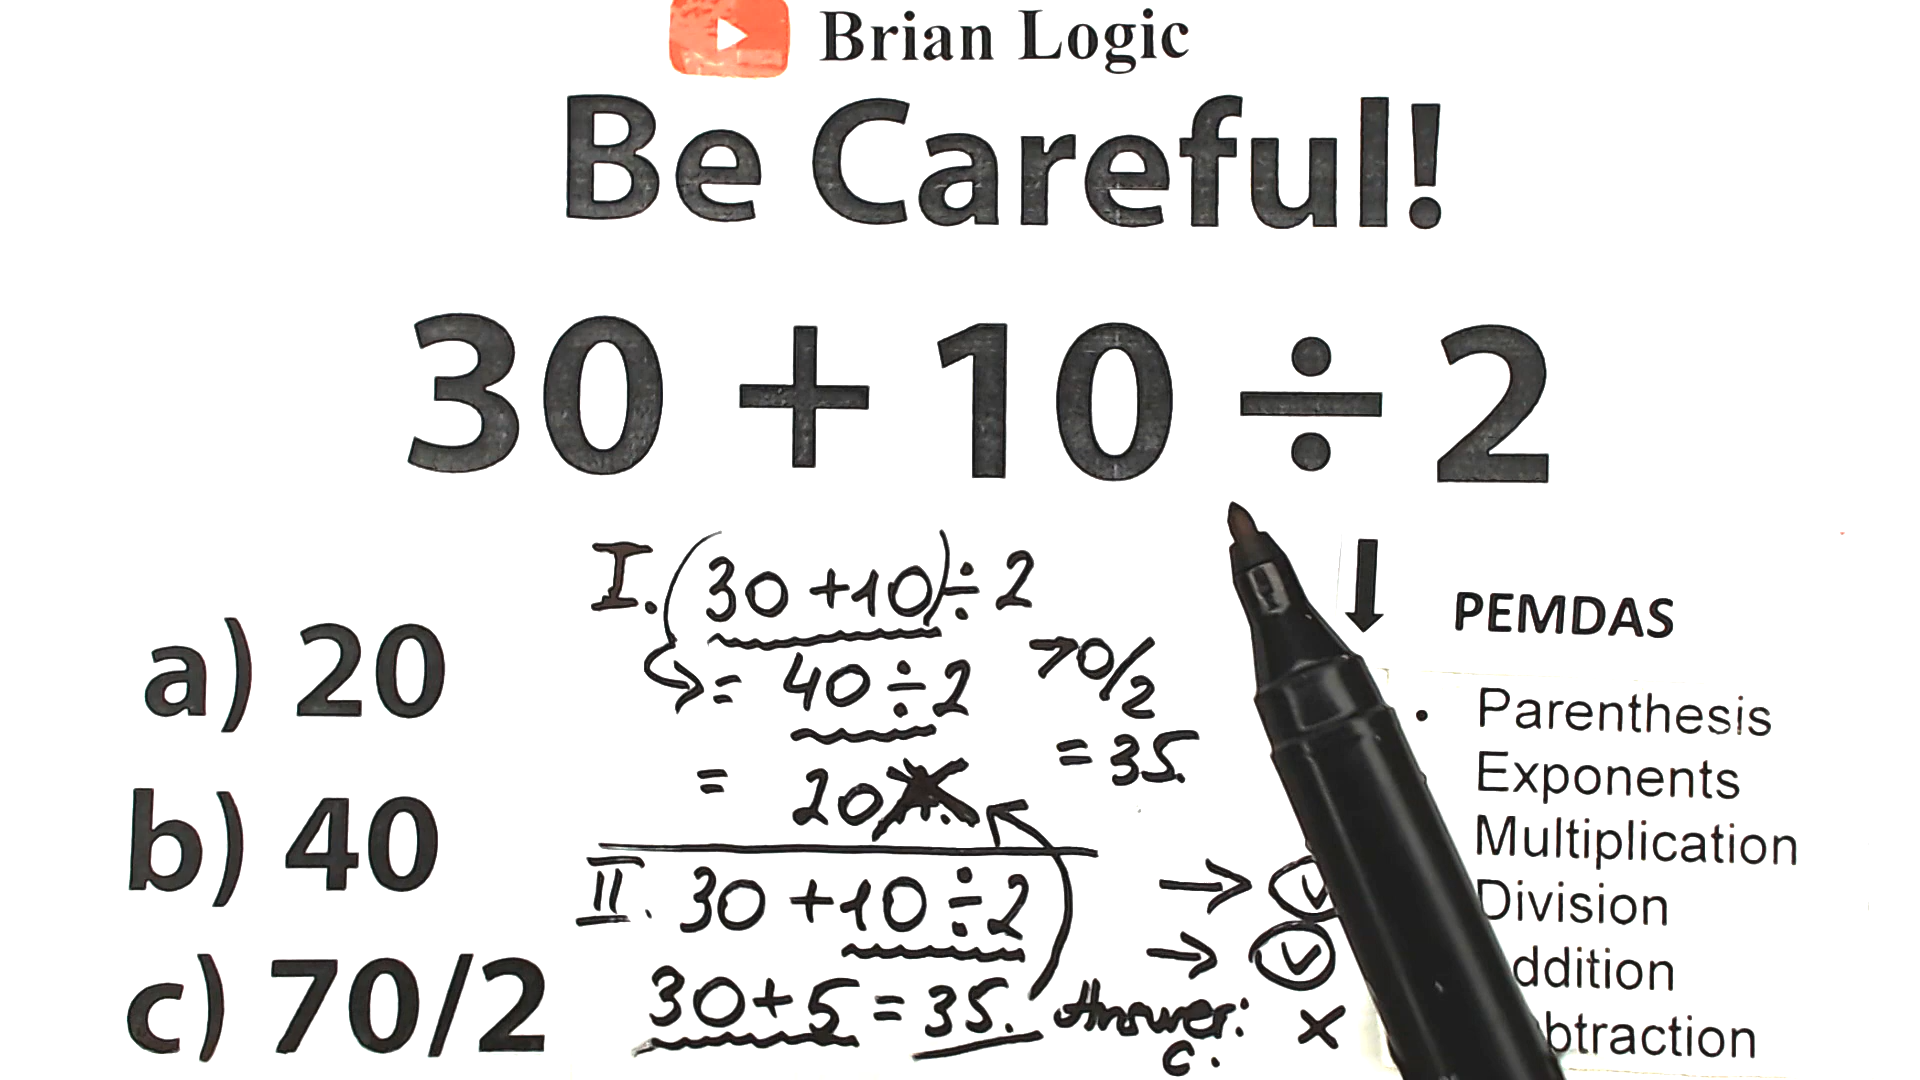 Brian Logic
Be Careful!
30 + 10 ÷ 2
I. (30 + 10) ÷ 2
= 40 ÷ 2
= 20
70/2
= 35.
II. 30 + 10 ÷ 2
30 + 5 = 35. Answer: c.
a) 20
b) 40
c) 70/2
PEMDAS
• Parenthesis
Exponents
Multiplication
Division
ddition
btraction